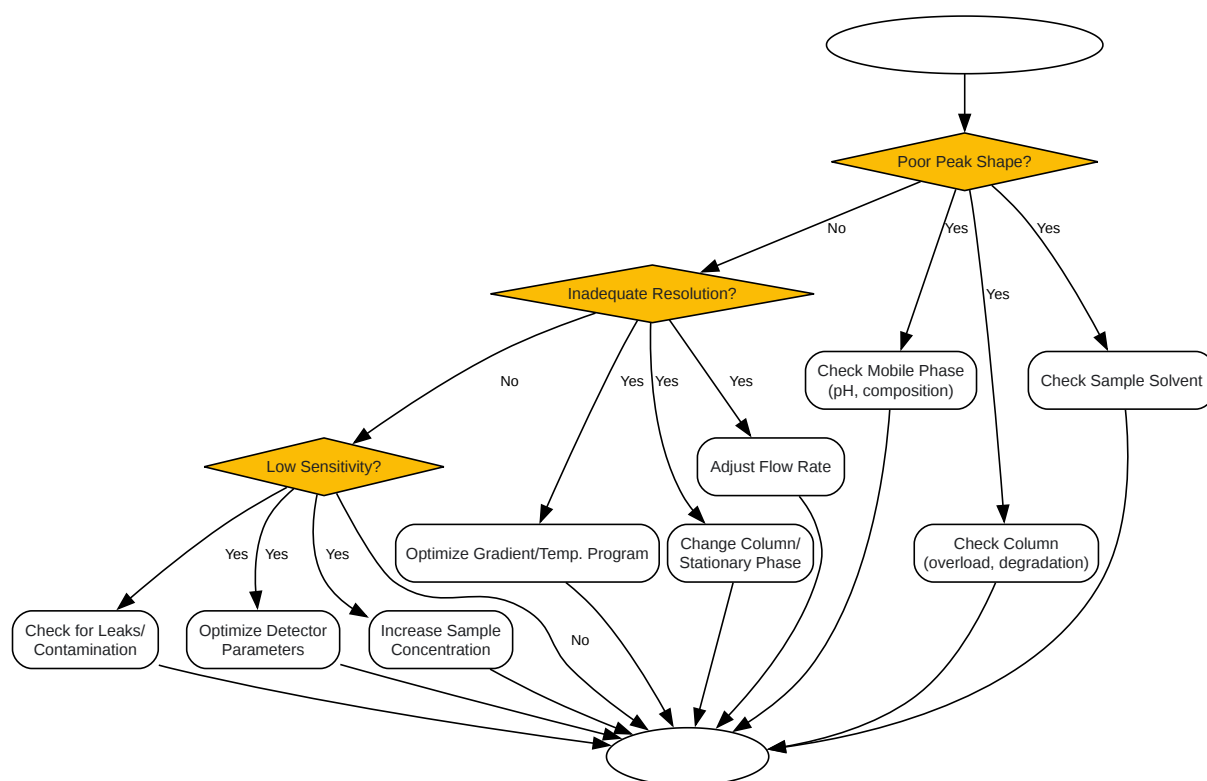 Poor Peak Shape?
No
Yes
Yes
Yes
Inadequate Resolution?
No
Yes
Yes
Yes
Check Mobile Phase
(pH, composition)
Check Sample Solvent
Low Sensitivity?
Adjust Flow Rate
Yes
Yes
Yes
No
Optimize Gradient/Temp. Program
Change Column/
Stationary Phase
Check Column
(overload, degradation)
Check for Leaks/
Contamination
Optimize Detector
Parameters
Increase Sample
Concentration